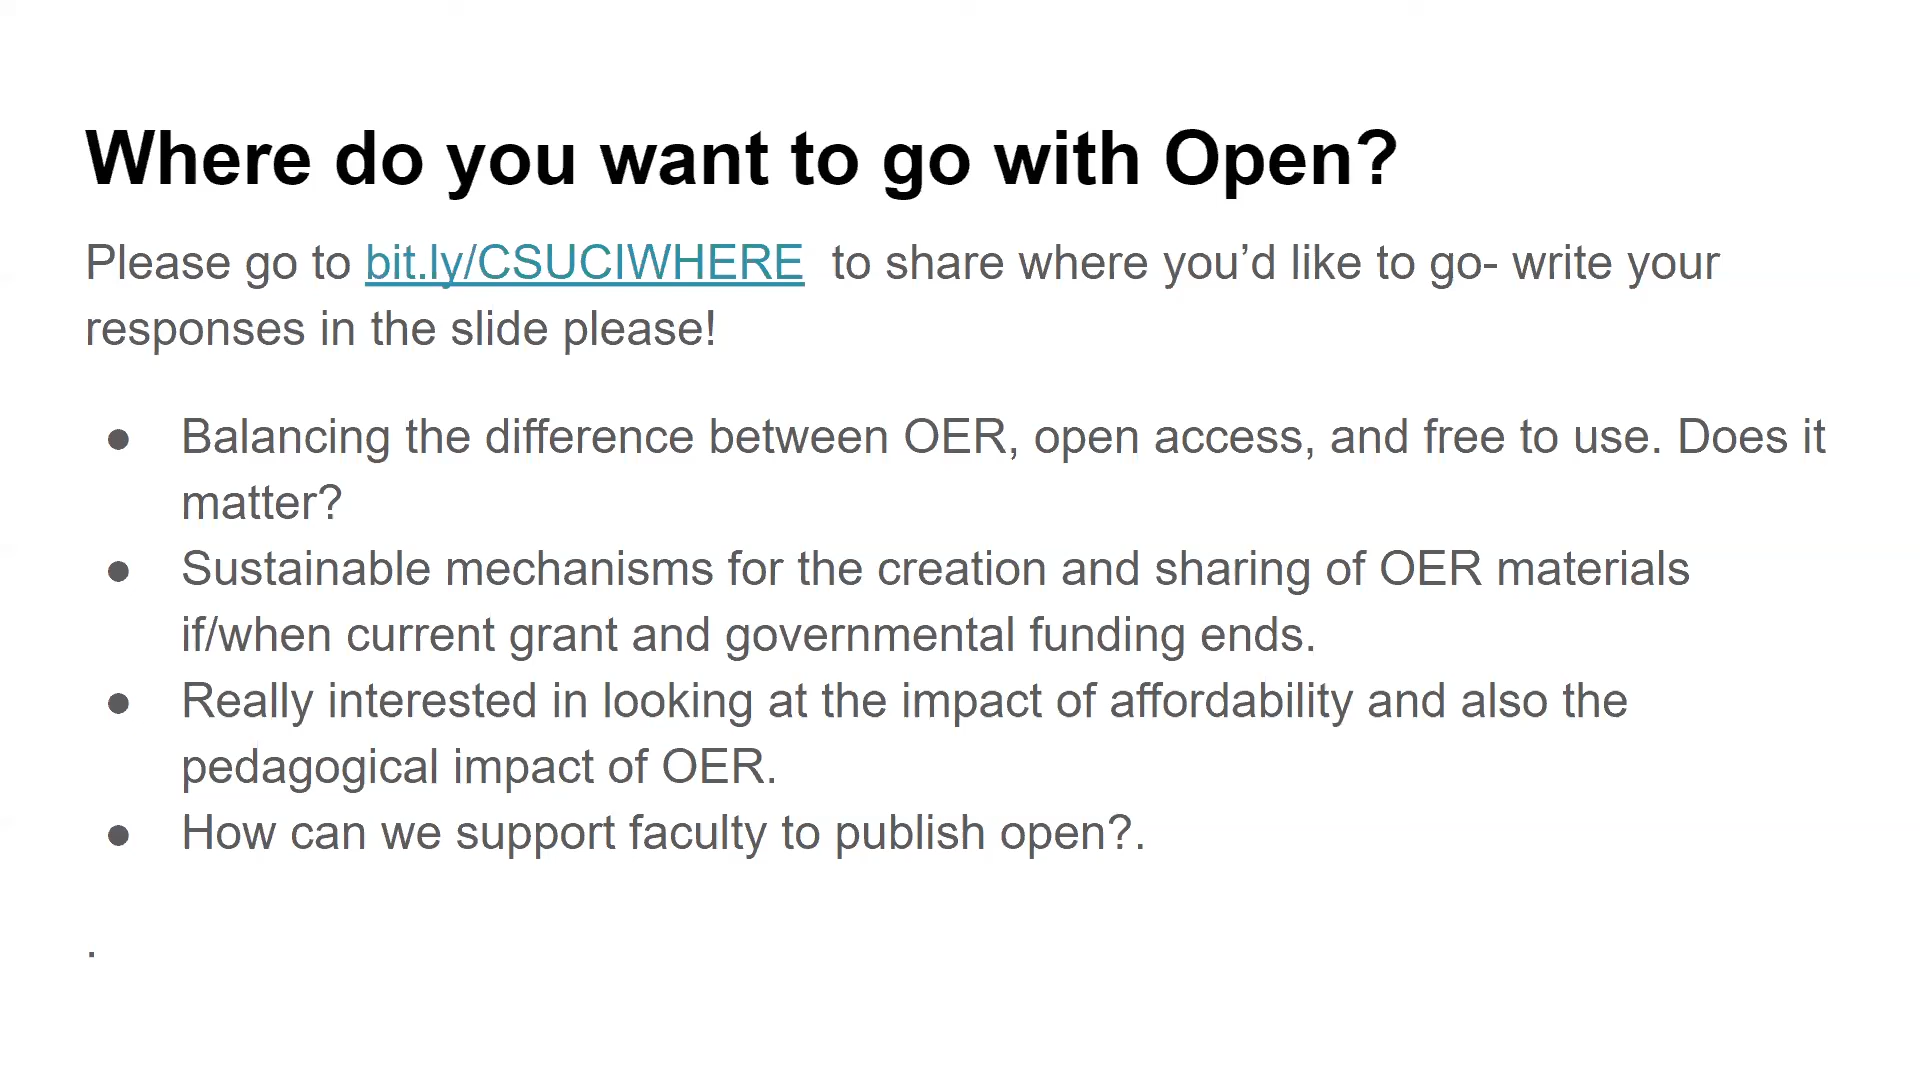 Where do you want to go with Open?
Please go to bit.ly/CSUCIWHERE to share where you’d like to go- write your
responses in the slide please!
● Balancing the difference between OER, open access, and free to use. Does it
matter?
● Sustainable mechanisms for the creation and sharing of OER materials
if/when current grant and governmental funding ends.
● Really interested in looking at the impact of affordability and also the
pedagogical impact of OER.
● How can we support faculty to publish open?.
.